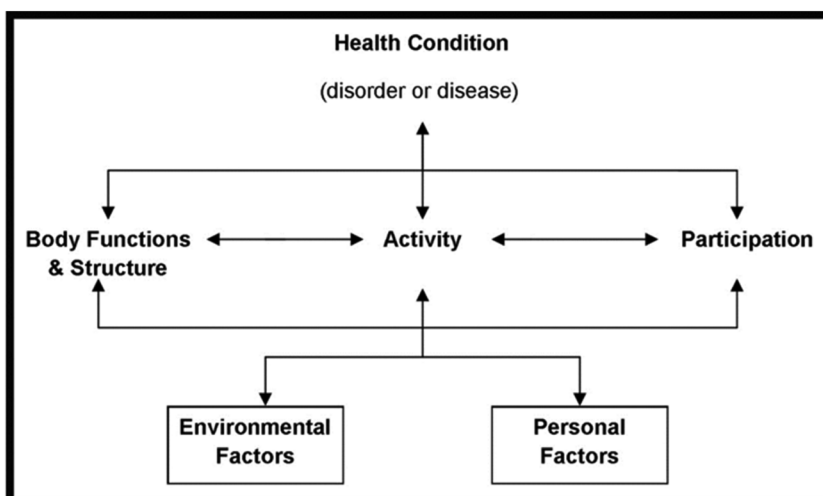 Health Condition
(disorder or disease)
Body Functions
& Structure
Activity
Participation
Environmental
Factors
Personal
Factors